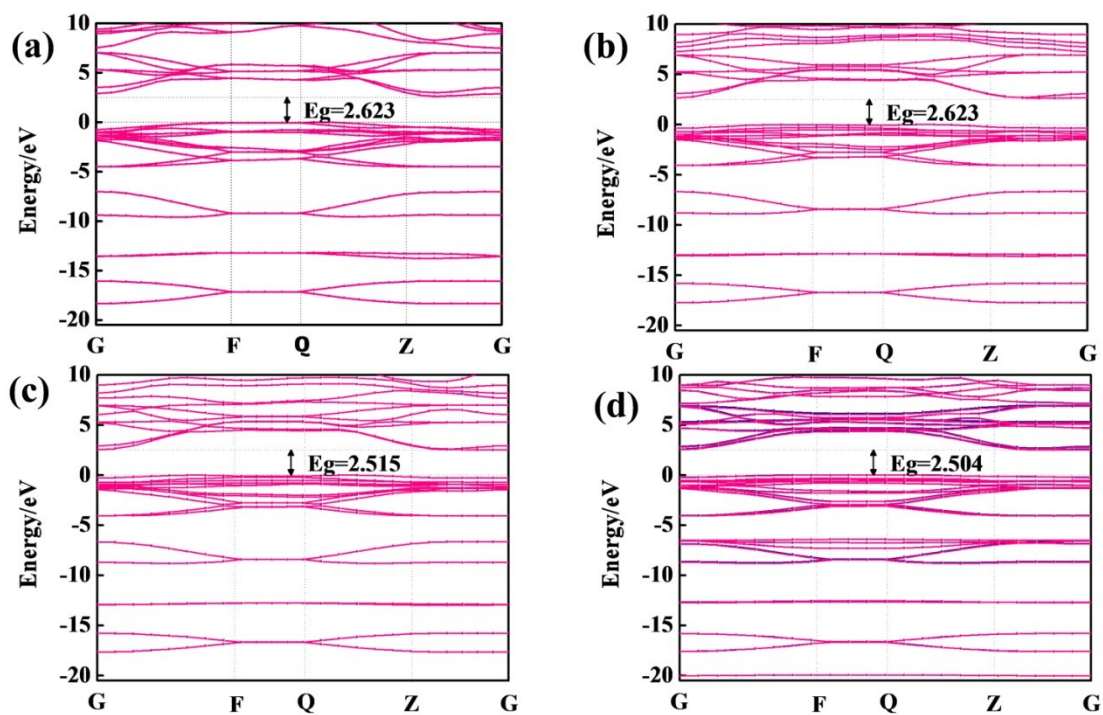 (a)
Energy/eV
10
5
0
-5
-10
-15
-20
Eg=2.623
G F Q Z G
(b)
Energy/eV
10
5
0
-5
-10
-15
-20
Eg=2.623
G F Q Z G
(c)
Energy/eV
10
5
0
-5
-10
-15
-20
Eg=2.515
G F Q Z G
(d)
Energy/eV
10
5
0
-5
-10
-15
-20
Eg=2.504
G F Q Z G